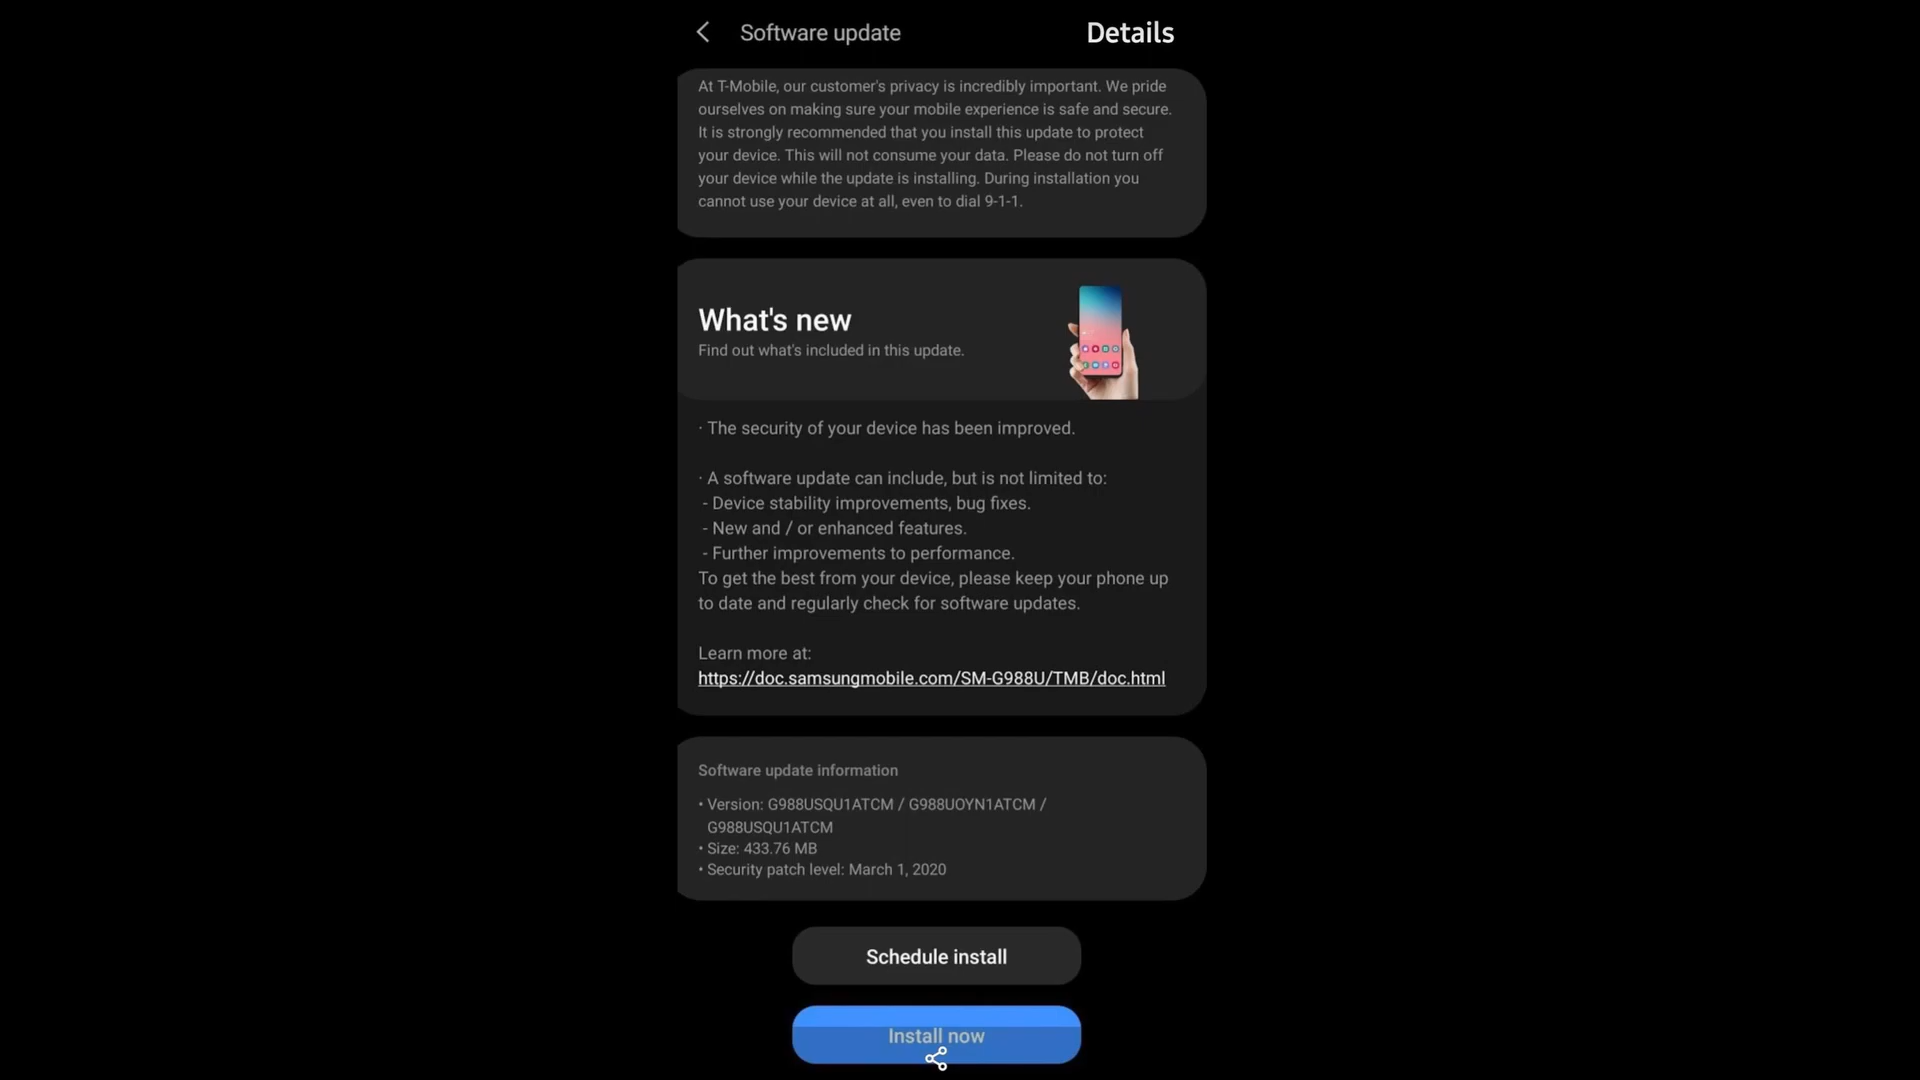 Software update
Details
At T-Mobile, our customer's privacy is incredibly important. We pride
ourselves on making sure your mobile experience is safe and secure.
It is strongly recommended that you install this update to protect
your device. This will not consume your data. Please do not turn off
your device while the update is installing. During installation you
cannot use your device at all, even to dial 9-1-1.
What's new
Find out what's included in this update.
· The security of your device has been improved.
· A software update can include, but is not limited to:
- Device stability improvements, bug fixes.
- New and / or enhanced features.
- Further improvements to performance.
To get the best from your device, please keep your phone up
to date and regularly check for software updates.
Learn more at:
https://doc.samsungmobile.com/SM-G988U/TMB/doc.html
Software update information
• Version: G988USQU1ATCM / G988UOYN1ATCM /
G988USQU1ATCM
• Size: 433.76 MB
• Security patch level: March 1, 2020
Schedule install
Install now